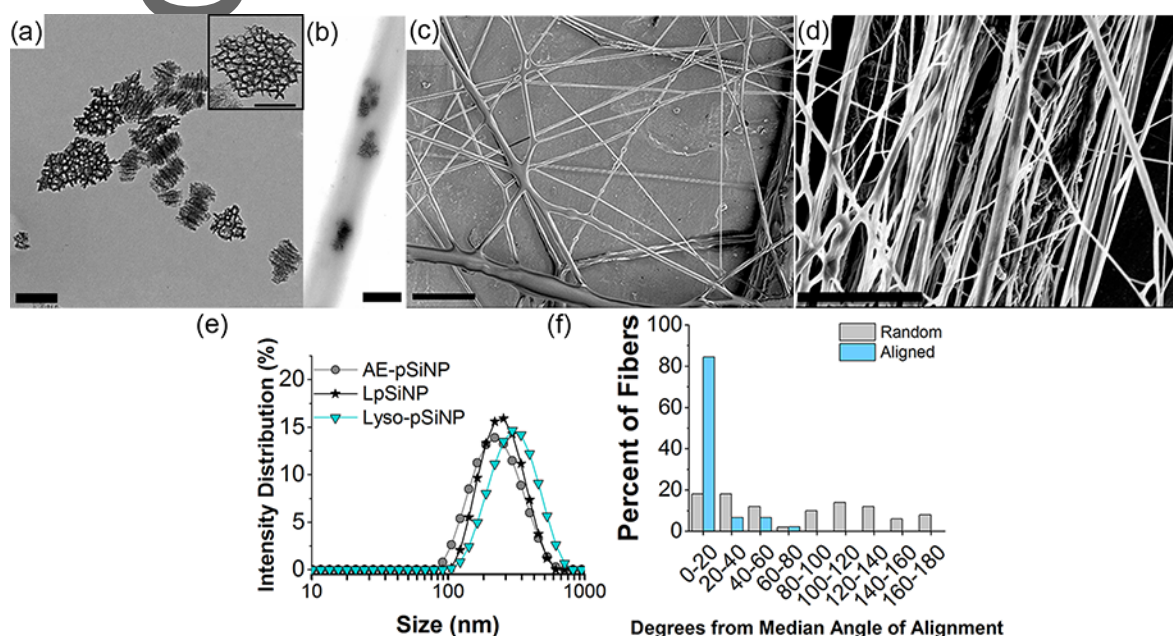 (a)
(b)
(c)
(d)
(e)
(f)
Intensity Distribution (%)
20
15
10
5
0
AE-pSiNP
LpSiNP
Lyso-pSiNP
10
100
1000
Size (nm)
Percent of Fibers
100
80
60
40
20
0
Random
Aligned
0-20
20-40
40-60
60-80
80-100
100-120
120-140
140-160
160-180
Degrees from Median Angle of Alignment